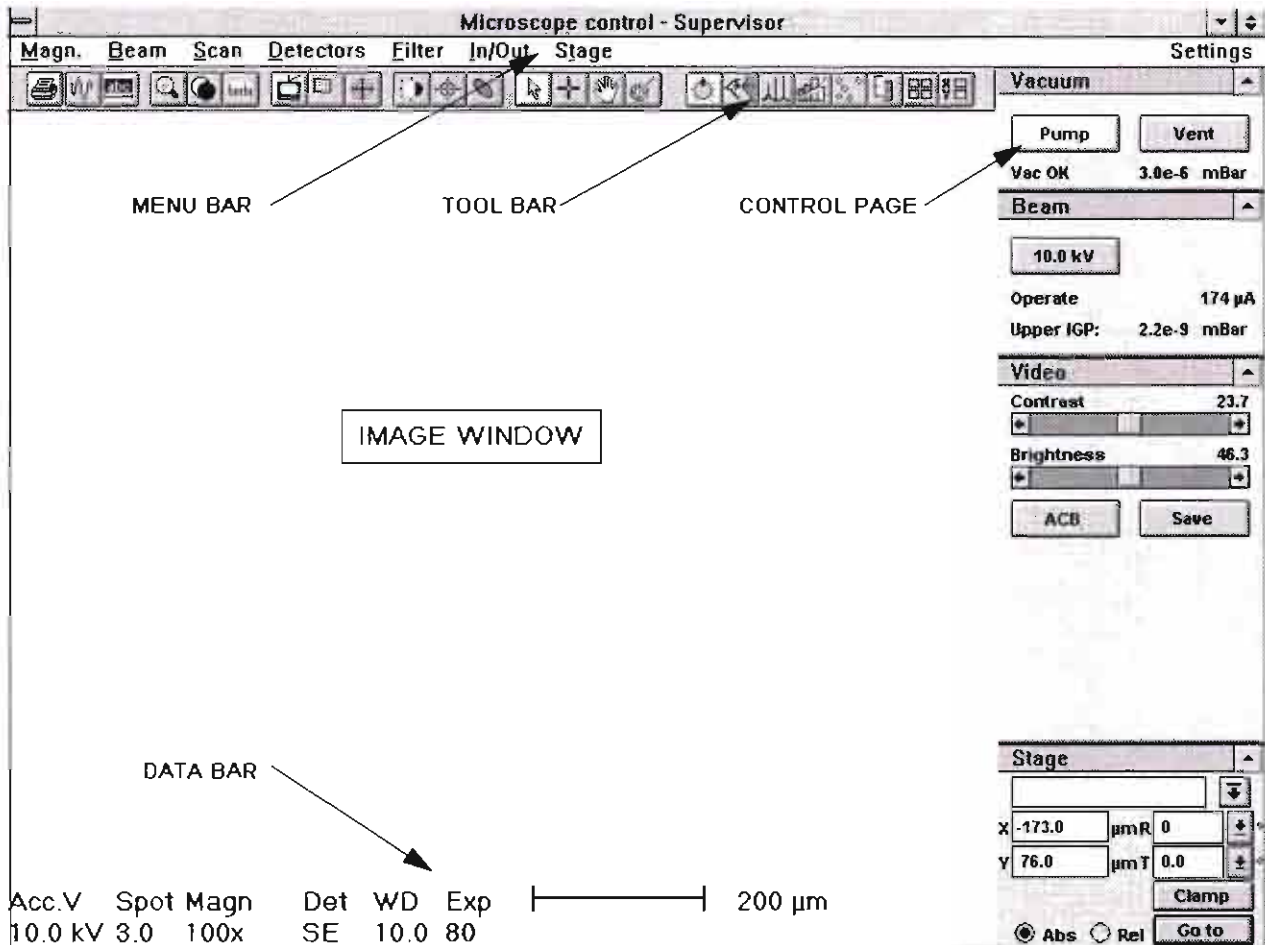 Microscope control - Supervisor
Magn. Beam Scan Detectors Filter In/Out Stage Settings
Vacuum
Pump Vent
Vac OK 3.0e-6 mBar
MENU BAR TOOL BAR CONTROL PAGE
Beam
10.0 kV
Operate 174 µA
Upper IGP: 2.2e-9 mBar
Video
Contrast 23.7
IMAGE WINDOW
Brightness 46.3
ACB Save
Stage
DATA BAR
X -173.0 µm R 0
Y 76.0 µm T 0.0
Clamp
Acc.V Spot Magn Det WD Exp 200 µm
10.0 kV 3.0 100x SE 10.0 80
Abs Rel Go to